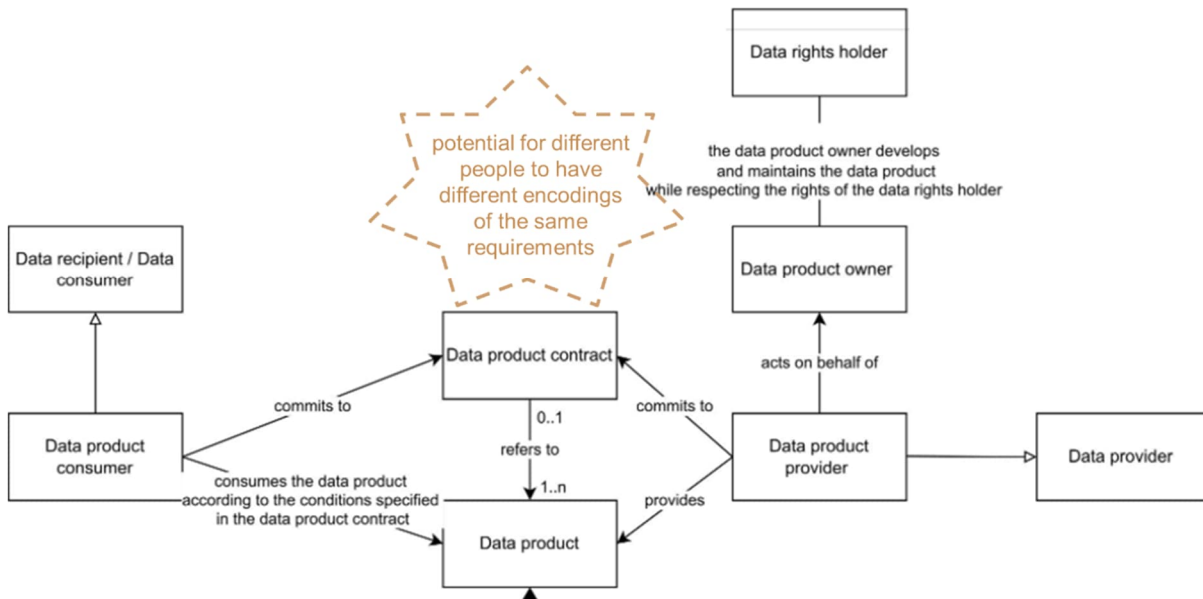 Data rights holder
potential for different
people to have
different encodings
of the same
requirements
the data product owner develops
and maintains the data product
while respecting the rights of the data rights holder
Data recipient / Data
consumer
Data product owner
Data product contract
acts on behalf of
commits to
0..1
commits to
Data product
consumer
refers to
Data product
provider
Data provider
consumes the data product
according to the conditions specified
in the data product contract
1..n
provides
Data product